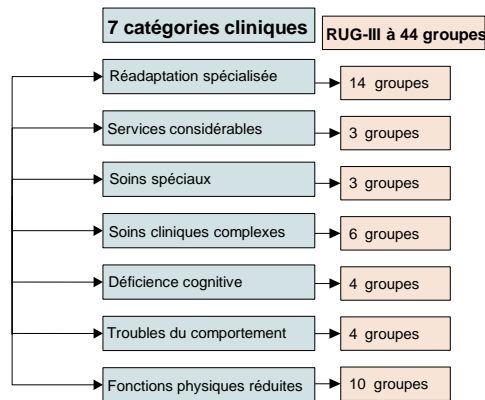 7 catégories cliniques RUG-III à 44 groupes
Réadaptation spécialisée 14 groupes
Services considérables 3 groupes
Soins spéciaux 3 groupes
Soins cliniques complexes 6 groupes
Déficience cognitive 4 groupes
Troubles du comportement 4 groupes
Fonctions physiques réduites 10 groupes